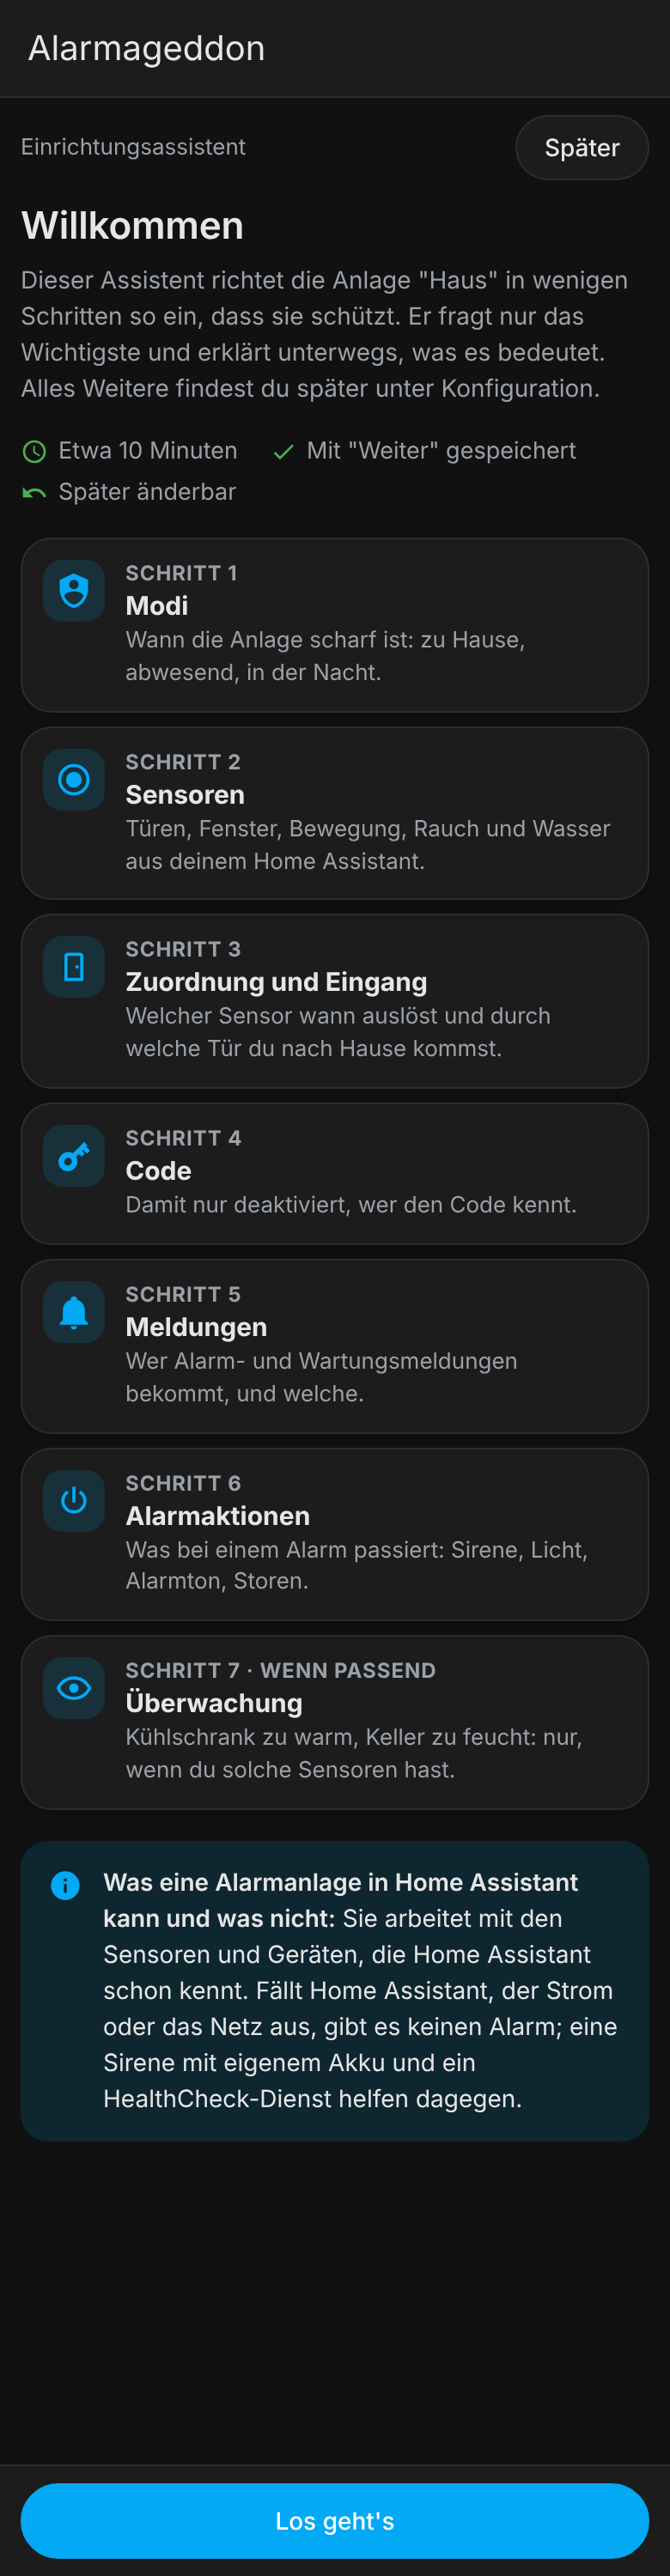 Alarmageddon
Einrichtungsassistent
Später
Willkommen
Dieser Assistent richtet die Anlage "Haus" in wenigen
Schritten so ein, dass sie schützt. Er fragt nur das
Wichtigste und erklärt unterwegs, was es bedeutet.
Alles Weitere findest du später unter Konfiguration.
Etwa 10 Minuten
Mit "Weiter" gespeichert
Später änderbar
SCHRITT 1
Modi
Wann die Anlage scharf ist: zu Hause,
abwesend, in der Nacht.
SCHRITT 2
Sensoren
Türen, Fenster, Bewegung, Rauch und Wasser
aus deinem Home Assistant.
SCHRITT 3
Zuordnung und Eingang
Welcher Sensor wann auslöst und durch
welche Tür du nach Hause kommst.
SCHRITT 4
Code
Damit nur deaktiviert, wer den Code kennt.
SCHRITT 5
Meldungen
Wer Alarm- und Wartungsmeldungen
bekommt, und welche.
SCHRITT 6
Alarmaktionen
Was bei einem Alarm passiert: Sirene, Licht,
Alarmton, Storen.
SCHRITT 7 · WENN PASSEND
Überwachung
Kühlschrank zu warm, Keller zu feucht: nur,
wenn du solche Sensoren hast.
Was eine Alarmanlage in Home Assistant
kann und was nicht: Sie arbeitet mit den
Sensoren und Geräten, die Home Assistant
schon kennt. Fällt Home Assistant, der Strom
oder das Netz aus, gibt es keinen Alarm; eine
Sirene mit eigenem Akku und ein
HealthCheck-Dienst helfen dagegen.
Los geht's